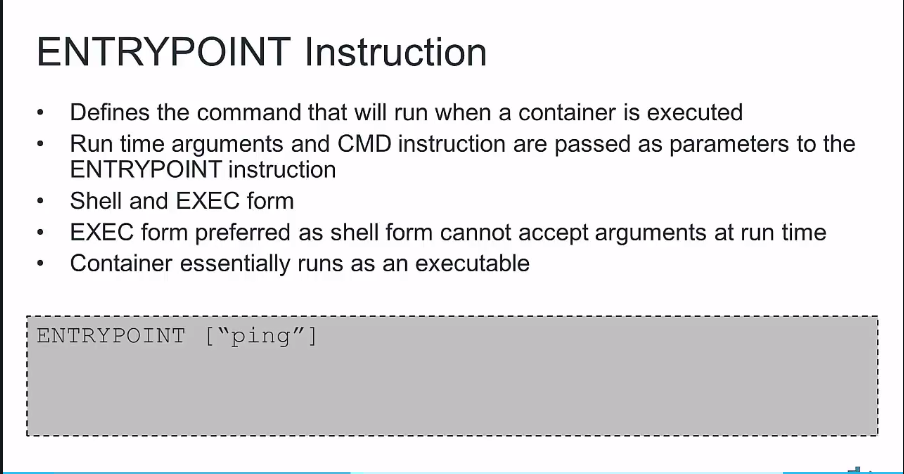 ENTRYPOINT Instruction
• Defines the command that will run when a container is executed
• Run time arguments and CMD instruction are passed as parameters to the
ENTRYPOINT instruction
• Shell and EXEC form
• EXEC form preferred as shell form cannot accept arguments at run time
• Container essentially runs as an executable
ENTRYPOINT [“ping”]